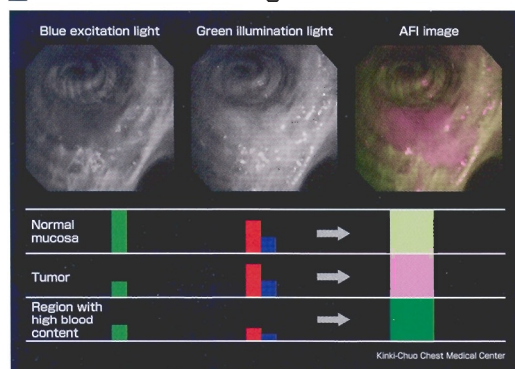 Blue excitation light
Green illumination light
AFI image
Normal
mucosa
Tumor
Region with
high blood
content
Kinki-Chuo Chest Medical Center